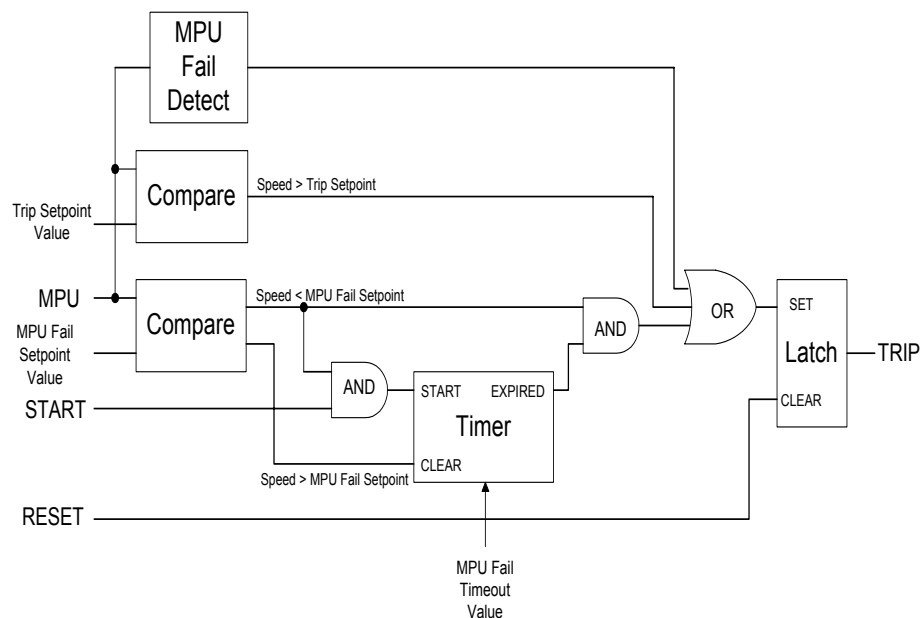 MPU
Fail
Detect
Compare
Speed > Trip Setpoint
Trip Setpoint
Value
MPU
Compare
Speed < MPU Fail Setpoint
MPU Fail
Setpoint
Value
AND
OR
SET
Latch
TRIP
CLEAR
START
AND
START
EXPIRED
Timer
CLEAR
Speed > MPU Fail Setpoint
RESET
MPU Fail
Timeout
Value